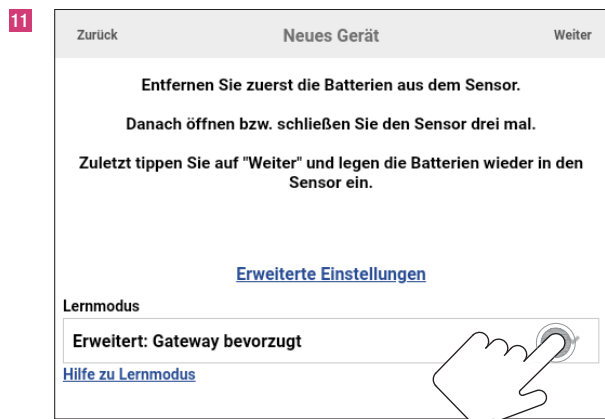 11
Zurück Neues Gerät Weiter
Entfernen Sie zuerst die Batterien aus dem Sensor.
Danach öffnen bzw. schließen Sie den Sensor drei mal.
Zuletzt tippen Sie auf "Weiter" und legen die Batterien wieder in den
Sensor ein.
Erweiterte Einstellungen
Lernmodus
Erweitert: Gateway bevorzugt
Hilfe zu Lernmodus